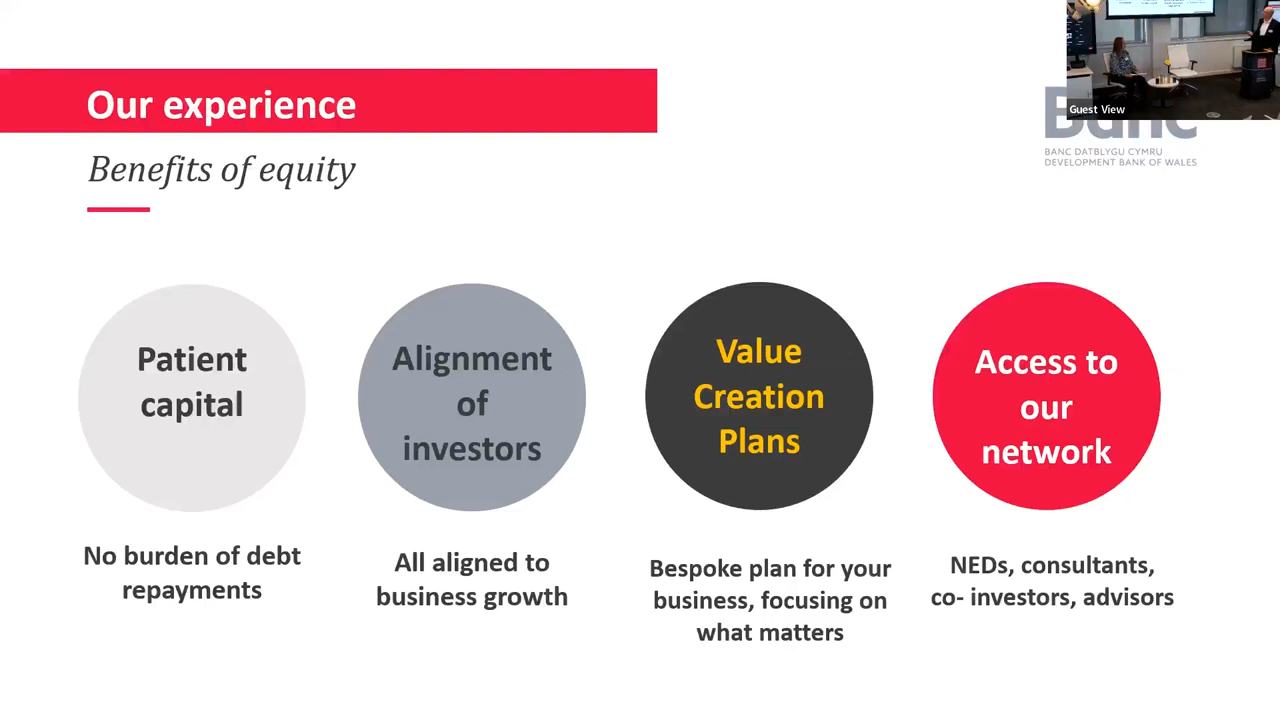 Our experience
Benefits of equity
Guest View
Banc
BANC DATBLYGU CYMRU
DEVELOPMENT BANK OF WALES
Patient
capital
No burden of debt
repayments
Alignment
of
investors
All aligned to
business growth
Value
Creation
Plans
Bespoke plan for your
business, focusing on
what matters
Access to
our
network
NEDs, consultants,
co- investors, advisors